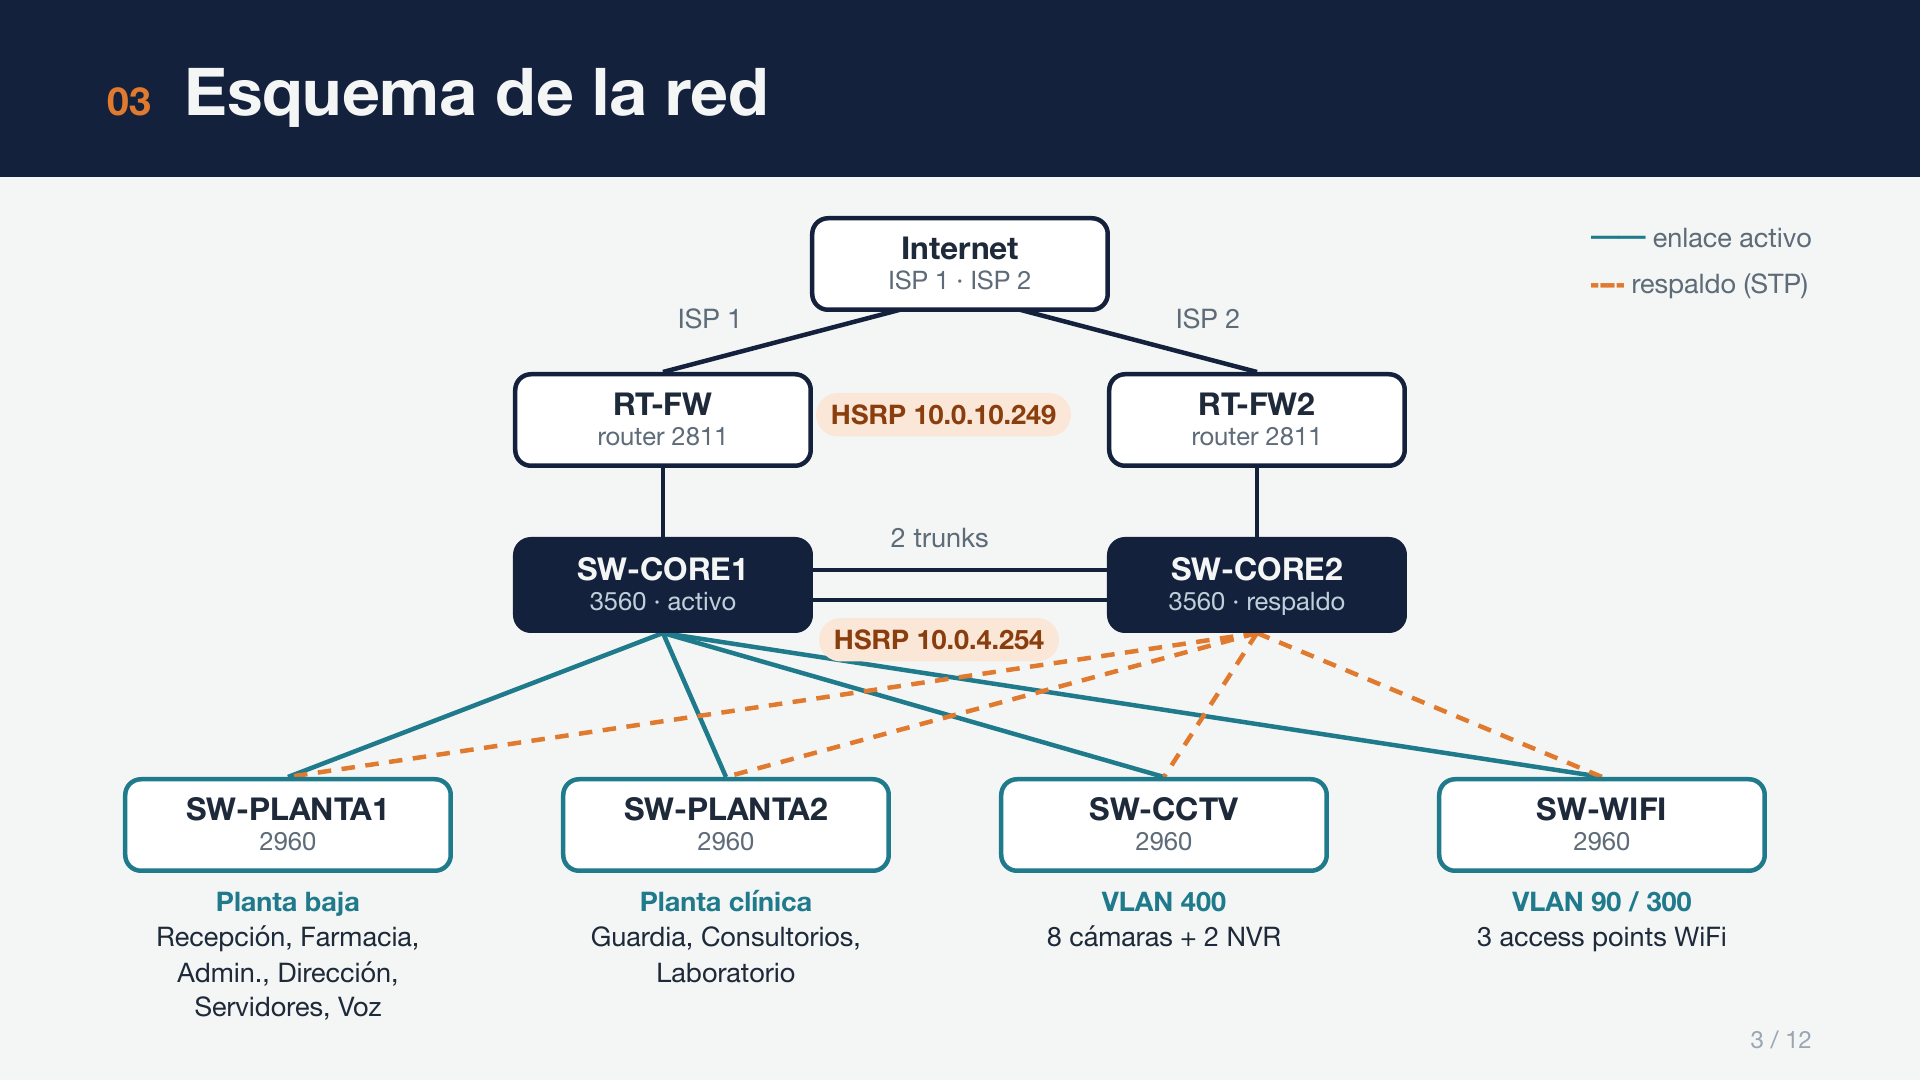 03 Esquema de la red
Internet
ISP 1 · ISP 2
enlace activo
respaldo (STP)
ISP 1
ISP 2
RT-FW
router 2811
HSRP 10.0.10.249
RT-FW2
router 2811
2 trunks
SW-CORE1
3560 · activo
SW-CORE2
3560 · respaldo
HSRP 10.0.4.254
SW-PLANTA1
2960
Planta baja
Recepción, Farmacia,
Admin., Dirección,
Servidores, Voz
SW-PLANTA2
2960
Planta clínica
Guardia, Consultorios,
Laboratorio
SW-CCTV
2960
VLAN 400
8 cámaras + 2 NVR
SW-WIFI
2960
VLAN 90 / 300
3 access points WiFi
3 / 12